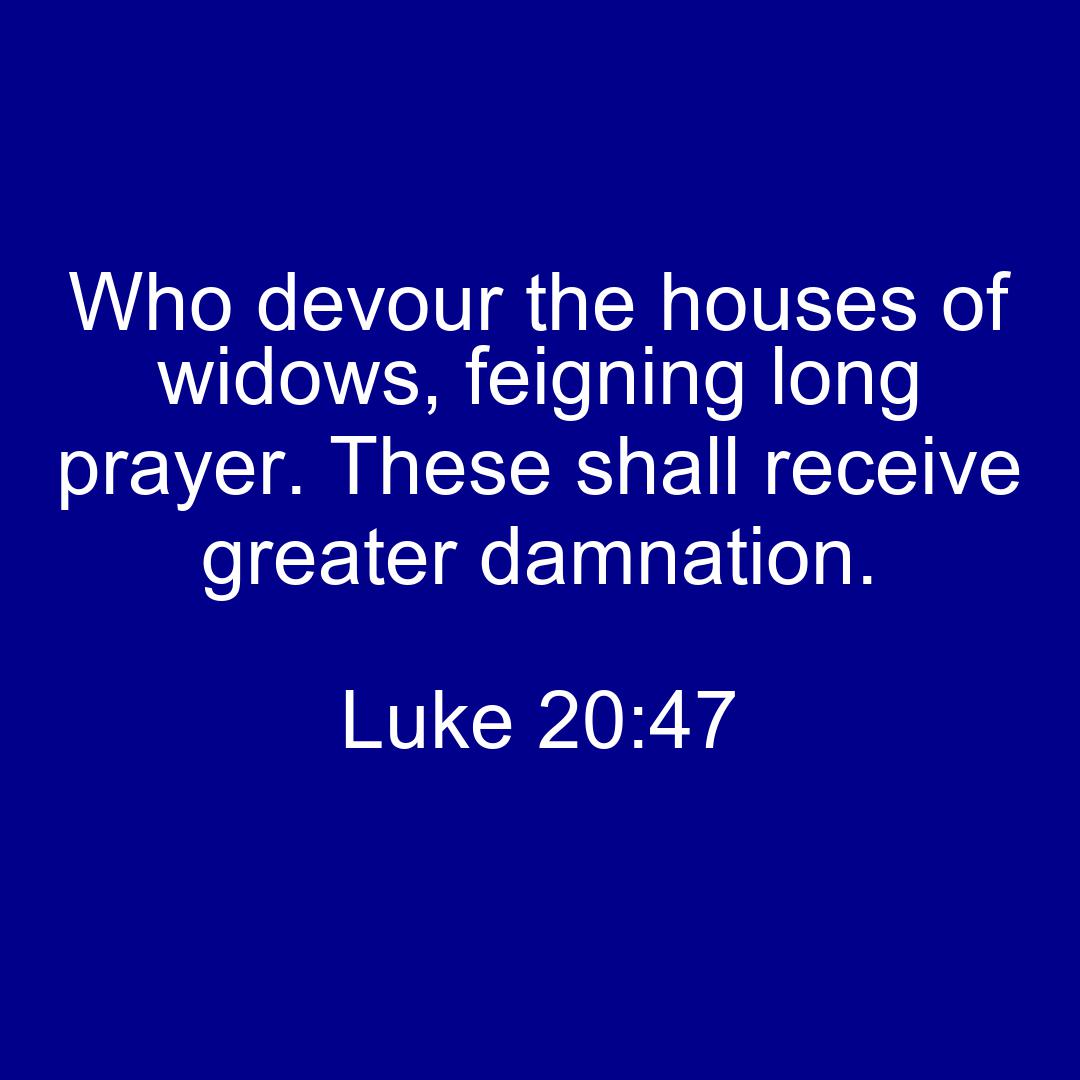 Who devour the houses of
widows, feigning long
prayer. These shall receive
greater damnation.
Luke 20:47